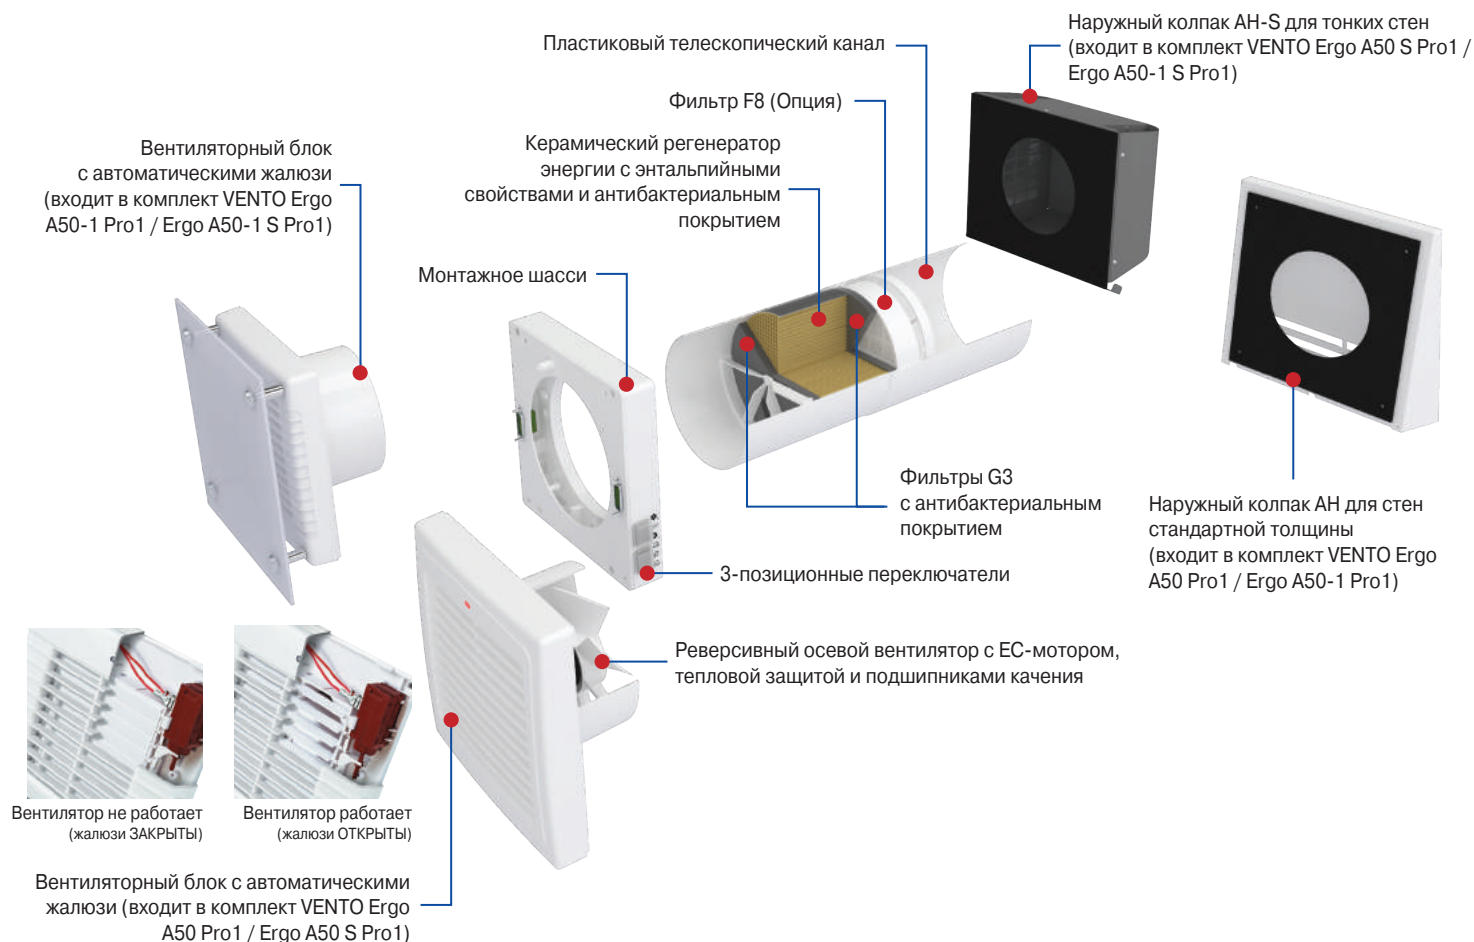 Наружный колпак AH-S для тонких стен
(входит в комплект VENTO Ergo A50 S Pro1 /
Ergo A50-1 S Pro1)
Пластиковый телескопический канал
Фильтр F8 (Опция)
Керамический регенератор
энергии с энтальпийными
свойствами и антибактериальным
покрытием
Вентиляторный блок
с автоматическими жалюзи
(входит в комплект VENTO Ergo
A50-1 Pro1 / Ergo A50-1 S Pro1)
Монтажное шасси
Фильтры G3
с антибактериальным
покрытием
Наружный колпак АН для стен
стандартной толщины
(входит в комплект VENTO Ergo
A50 Pro1 / Ergo A50-1 Pro1)
3-позиционные переключатели
Реверсивный осевой вентилятор с ЕС-мотором,
тепловой защитой и подшипниками качения
Вентилятор не работает
(жалюзи ЗАКРЫТЫ)
Вентилятор работает
(жалюзи ОТКРЫТЫ)
Вентиляторный блок с автоматическими
жалюзи (входит в комплект VENTO Ergo
A50 Pro1 / Ergo A50 S Pro1)